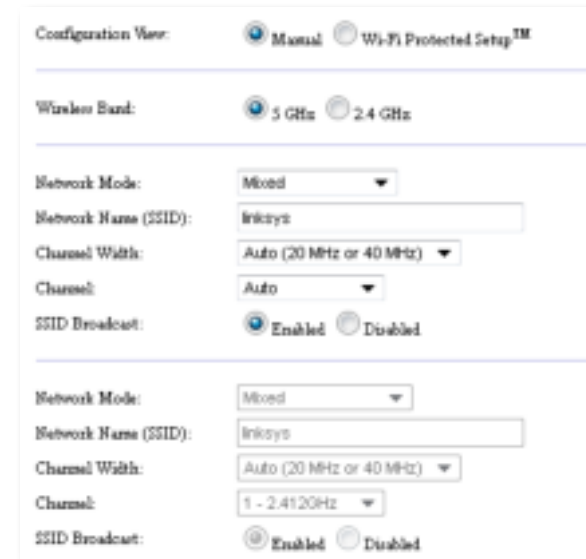 Configuration View: Manual Wi-Fi Protected Setup™
Wireless Band: 5 GHz 2.4 GHz
Network Mode: Mixed
Network Name (SSID): linksys
Channel Width: Auto (20 MHz or 40 MHz)
Channel: Auto
SSID Broadcast: Enabled Disabled
Network Mode: Mixed
Network Name (SSID): linksys
Channel Width: Auto (20 MHz or 40 MHz)
Channel: 1 - 2.412GHz
SSID Broadcast: Enabled Disabled